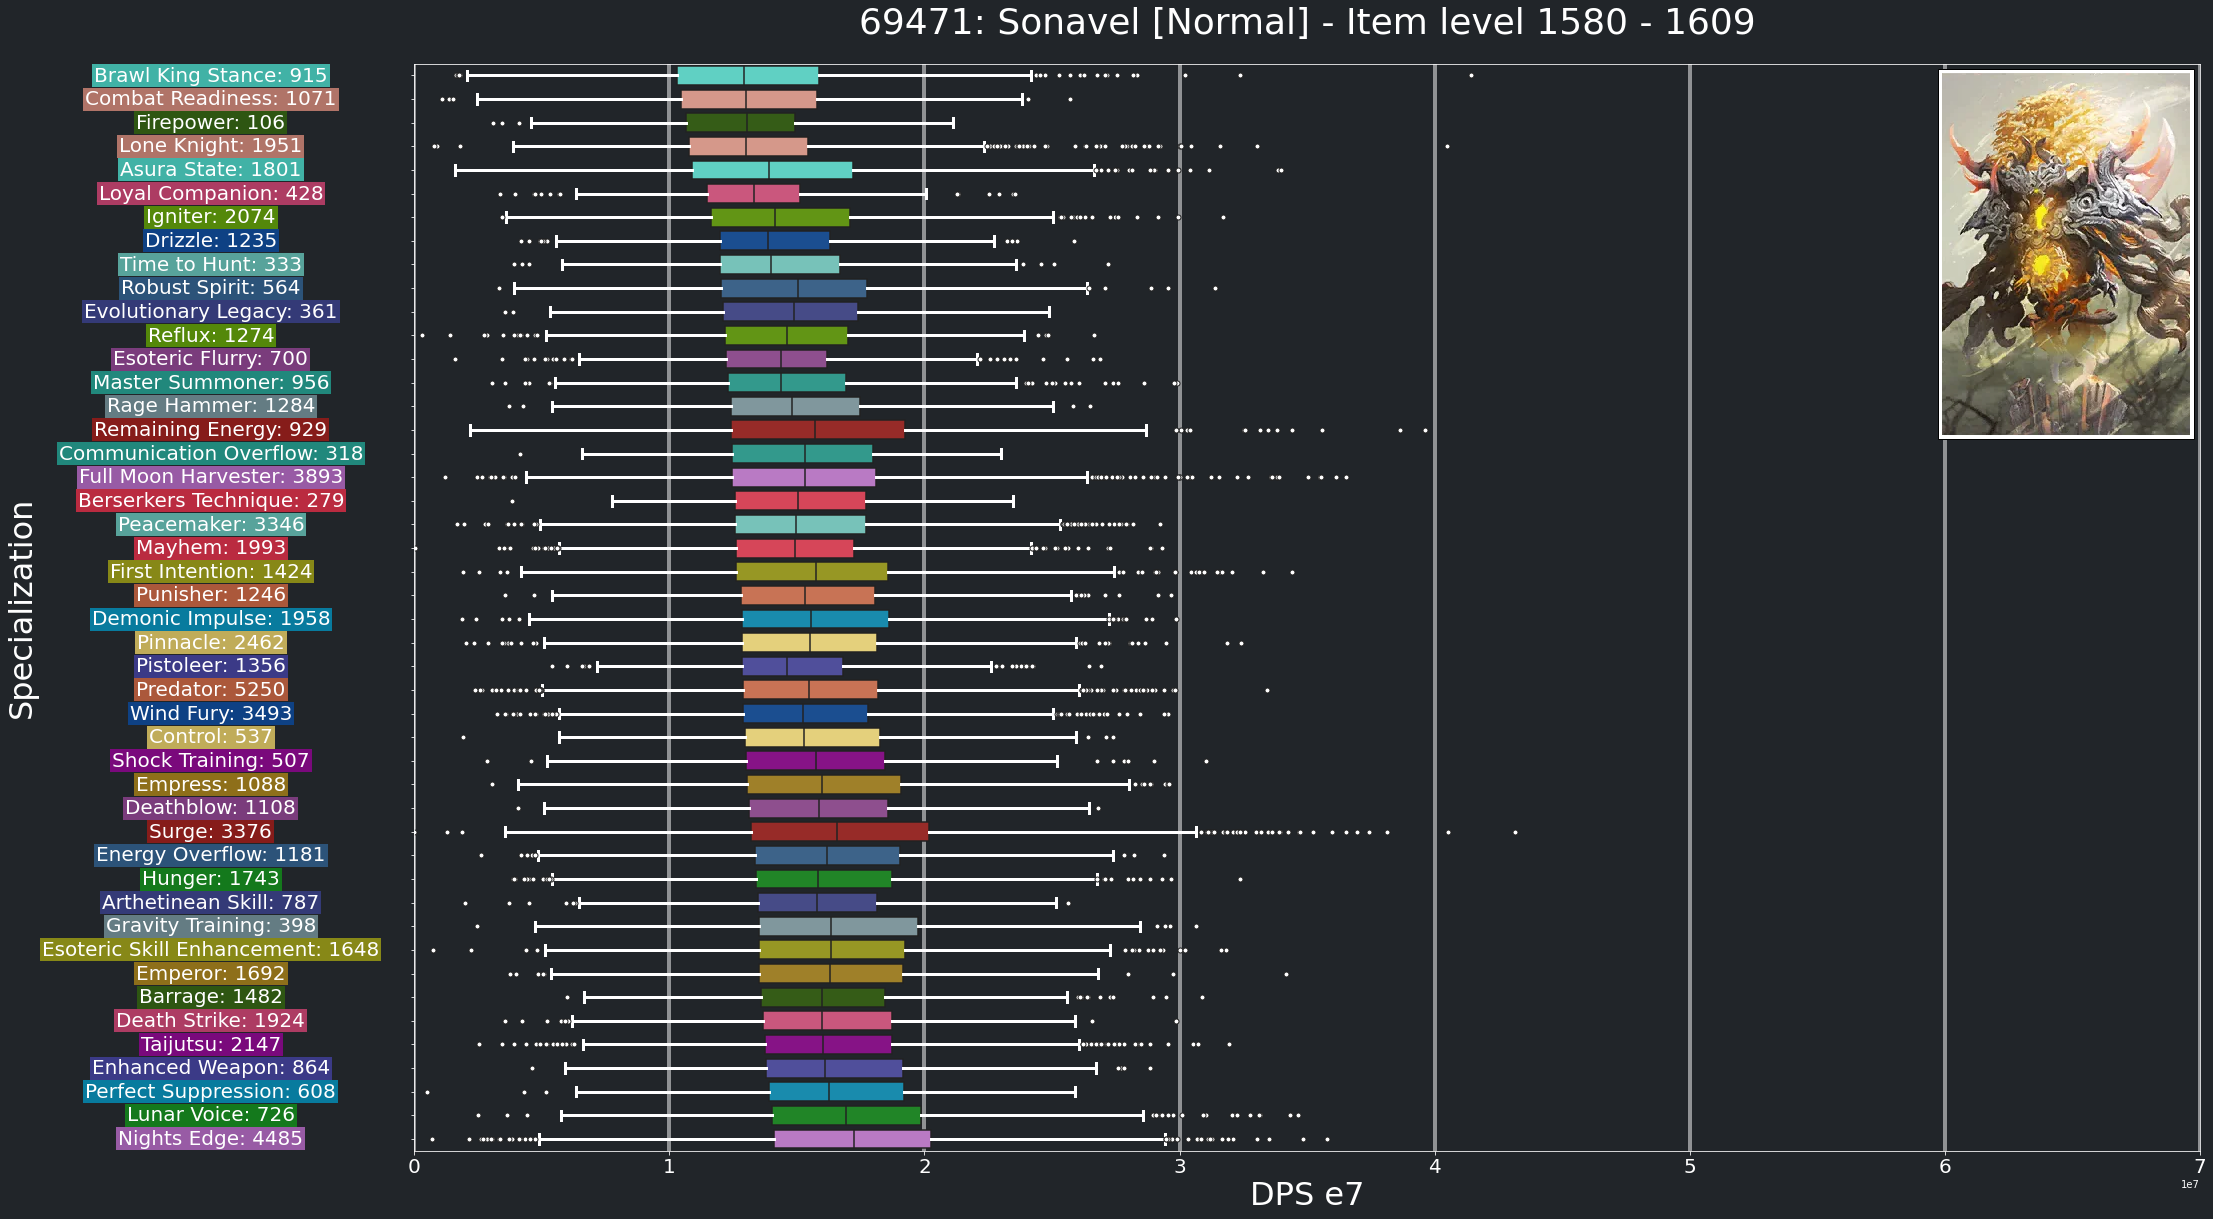 69471: Sonavel [Normal] - Item level 1580 - 1609
Brawl King Stance: 915
Combat Readiness: 1071
Firepower: 106
Lone Knight: 1951
Asura State: 1801
Loyal Companion: 428
Igniter: 2074
Drizzle: 1235
Time to Hunt: 333
Robust Spirit: 564
Evolutionary Legacy: 361
Reflux: 1274
Esoteric Flurry: 700
Master Summoner: 956
Rage Hammer: 1284
Remaining Energy: 929
Communication Overflow: 318
Full Moon Harvester: 3893
Berserkers Technique: 279
Peacemaker: 3346
Mayhem: 1993
First Intention: 1424
Punisher: 1246
Demonic Impulse: 1958
Pinnacle: 2462
Pistoleer: 1356
Predator: 5250
Wind Fury: 3493
Control: 537
Shock Training: 507
Empress: 1088
Deathblow: 1108
Surge: 3376
Energy Overflow: 1181
Hunger: 1743
Arthetinean Skill: 787
Gravity Training: 398
Esoteric Skill Enhancement: 1648
Emperor: 1692
Barrage: 1482
Death Strike: 1924
Taijutsu: 2147
Enhanced Weapon: 864
Perfect Suppression: 608
Lunar Voice: 726
Nights Edge: 4485
Specialization
0 1 2 3 4 5 6 7
1e7
DPS e7